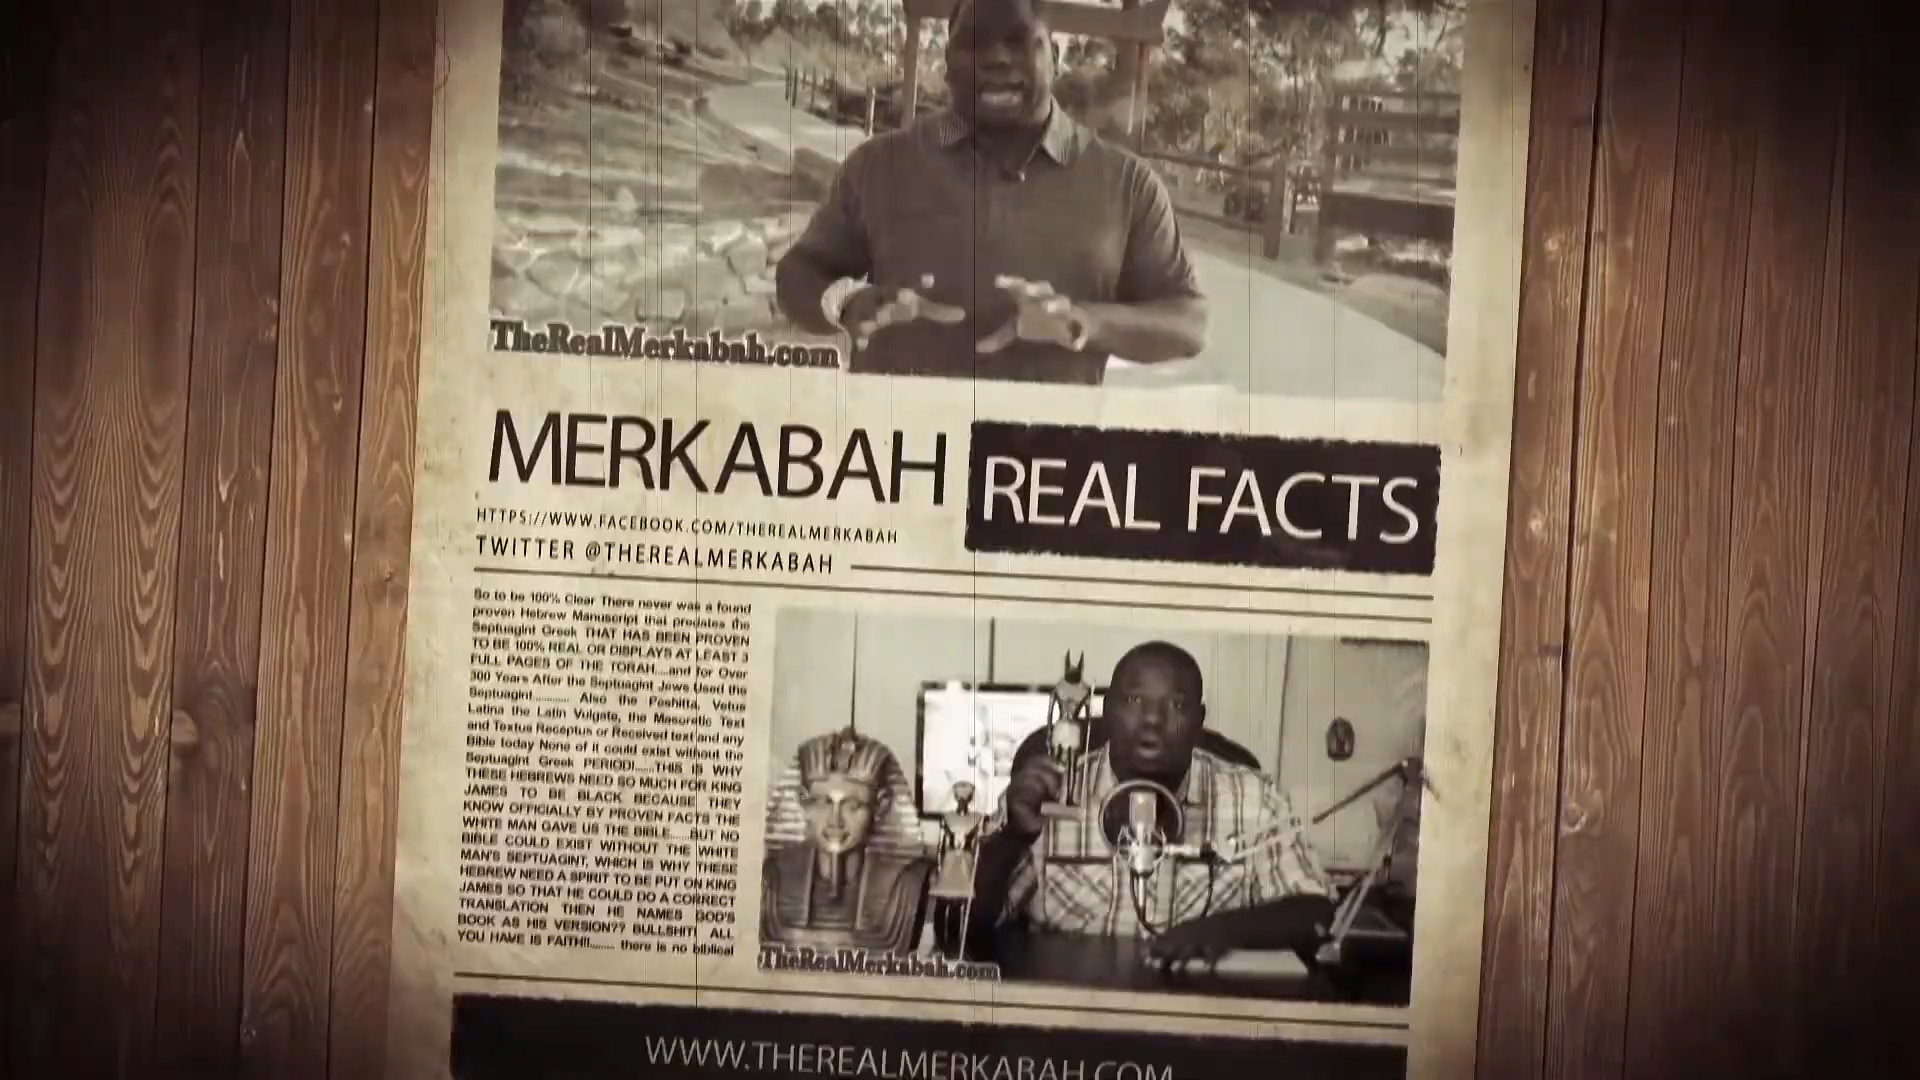 TheRealMerkabah.com
MERKABAH
REAL FACTS
HTTPS://WWW.FACEBOOK.COM/THEREALMERKABAH
TWITTER @THEREALMERKABAH
So to be 100% Clear There never was a found
proven Hebrew Manuscript that predates the
Septuagint Greek THAT HAS BEEN PROVEN
TO BE 100% REAL OR DISPLAYS AT LEAST 3
FULL PAGES OF THE TORAH....and for Over
300 Years After the Septuagint Jews Used the
Septuagint............ Also the Peshitta, Vetus
Latina the Latin Vulgate, the Masoretic Text
and Textus Receptus or Received text and any
Bible today None of it could exist without the
Septuagint Greek PERIOD!......THIS IS WHY
THESE HEBREWS NEED SO MUCH FOR KING
JAMES TO BE BLACK BECAUSE THEY
KNOW OFFICIALLY BY PROVEN FACTS THE
WHITE MAN GAVE US THE BIBLE......BUT NO
BIBLE COULD EXIST WITHOUT THE WHITE
MAN'S SEPTUAGINT, WHICH IS WHY THESE
HEBREW NEED A SPIRIT TO BE PUT ON KING
JAMES SO THAT HE COULD DO A CORRECT
TRANSLATION THEN HE NAMES GOD'S
BOOK AS HIS VERSION?? BULLSHIT! ALL
YOU HAVE IS FAITH!!........ there is no biblical
TheRealMerkabah.com
WWW.THEREALMERKABAH.COM